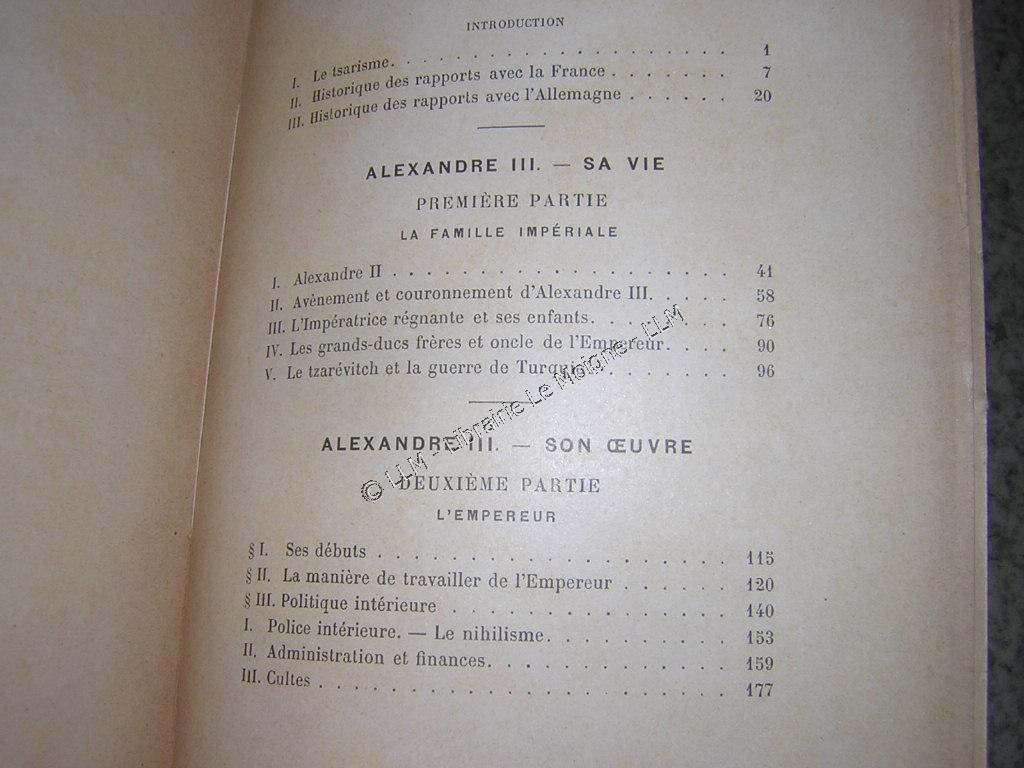 INTRODUCTION
I. Le tsarisme. . . . . . . . . . . . . . . . . . . 1
II. Historique des rapports avec la France . . . . . . . 7
III. Historique des rapports avec l'Allemagne . . . . . . 20
ALEXANDRE III. — SA VIE
PREMIÈRE PARTIE
LA FAMILLE IMPÉRIALE
I. Alexandre II . . . . . . . . . . . . . . . . . . . 41
II. Avènement et couronnement d'Alexandre III. . . . . 58
III. L'Impératrice régnante et ses enfants. . . . . . . . 76
IV. Les grands-ducs frères et oncle de l'Empereur. . . . 90
V. Le tzarévitch et la guerre de Turquie . . . . . . . . 96
ALEXANDRE III. — SON ŒUVRE
DEUXIÈME PARTIE
L'EMPEREUR
§ I. Ses débuts . . . . . . . . . . . . . . . . . . . 115
§ II. La manière de travailler de l'Empereur . . . . . . 120
§ III. Politique intérieure . . . . . . . . . . . . . . . 140
I. Police intérieure. — Le nihilisme. . . . . . . . . . 153
II. Administration et finances. . . . . . . . . . . . . 159
III. Cultes . . . . . . . . . . . . . . . . . . . . . . 177
© LLM - Librairie Le Moigne - LLM